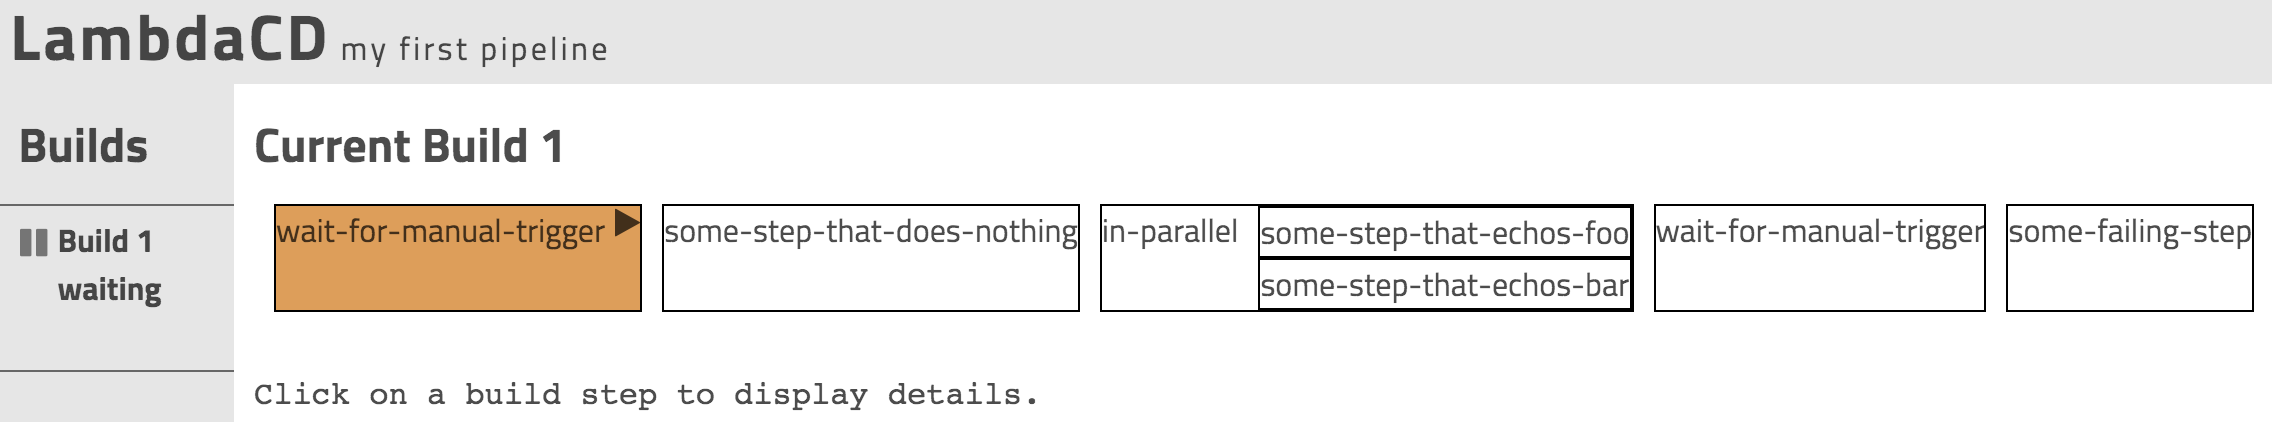 LambdaCD my first pipeline
Builds
Build 1
waiting
Current Build 1
wait-for-manual-trigger
some-step-that-does-nothing
in-parallel
some-step-that-echos-foo
some-step-that-echos-bar
wait-for-manual-trigger
some-failing-step
Click on a build step to display details.